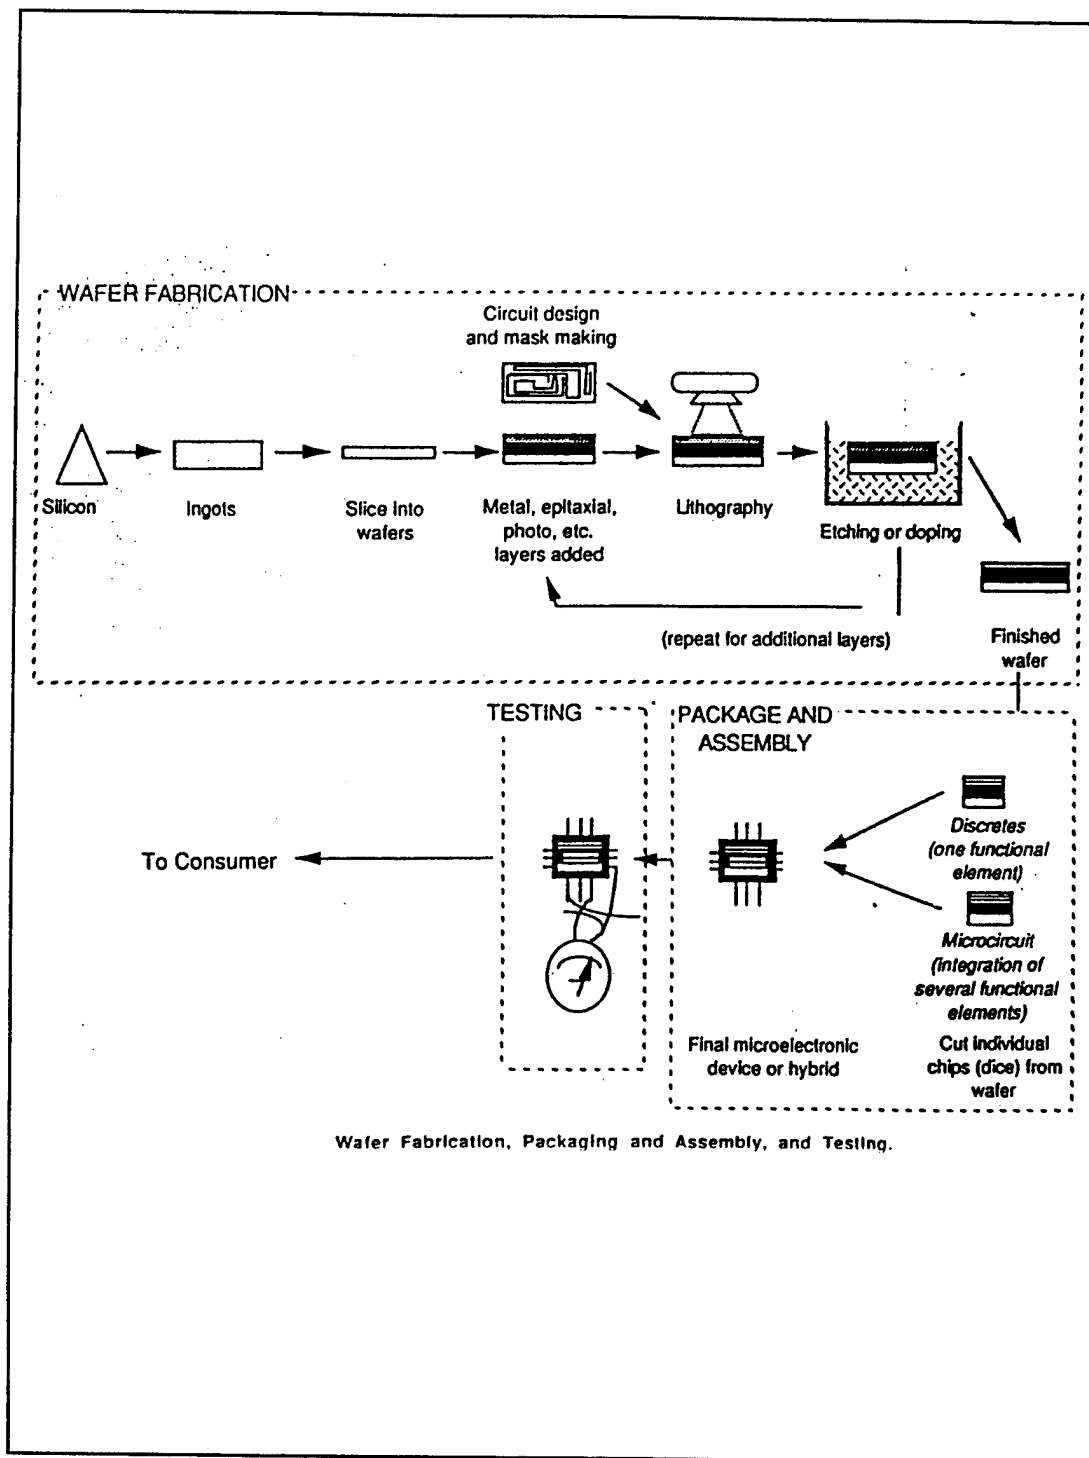 WAFER FABRICATION
Circuit design
and mask making
Silicon
Ingots
Slice into
wafers
Metal, epitaxial,
photo, etc.
layers added
Lithography
Etching or doping
(repeat for additional layers)
Finished
wafer
TESTING
PACKAGE AND
ASSEMBLY
To Consumer
Discretes
(one functional
element)
Microcircuit
(integration of
several functional
elements)
Final microelectronic
device or hybrid
Cut individual
chips (dice) from
wafer
Wafer Fabrication, Packaging and Assembly, and Testing.